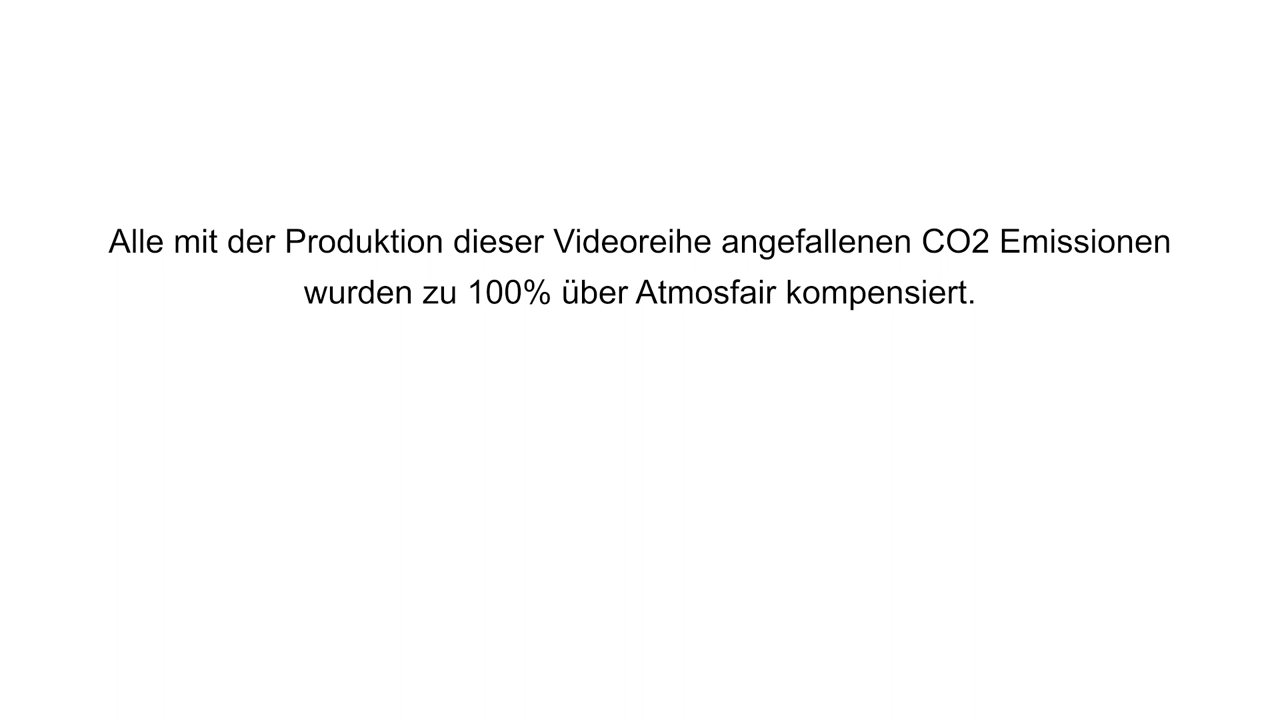 Alle mit der Produktion dieser Videoreihe angefallenen CO2 Emissionen
wurden zu 100% über Atmosfair kompensiert.